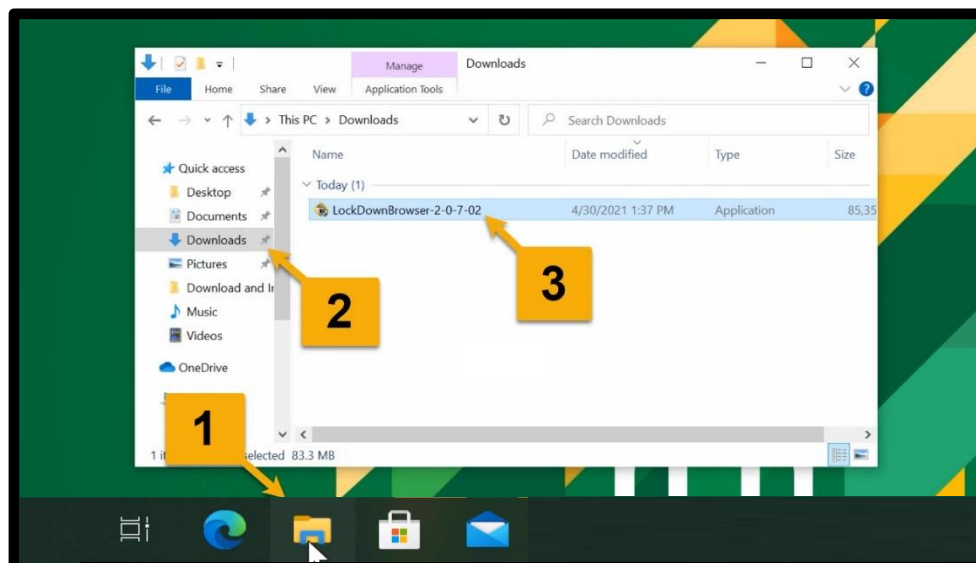 Manage Downloads
File Home Share View Application Tools
This PC > Downloads Search Downloads
Name Date modified Type Size
Quick access
Today (1)
Desktop
LockDownBrowser-2-0-7-02 4/30/2021 1:37 PM Application 85,35
Documents
Downloads
Pictures
Download and In
Music
Videos
OneDrive
1
2
3
1 it selected 83.3 MB